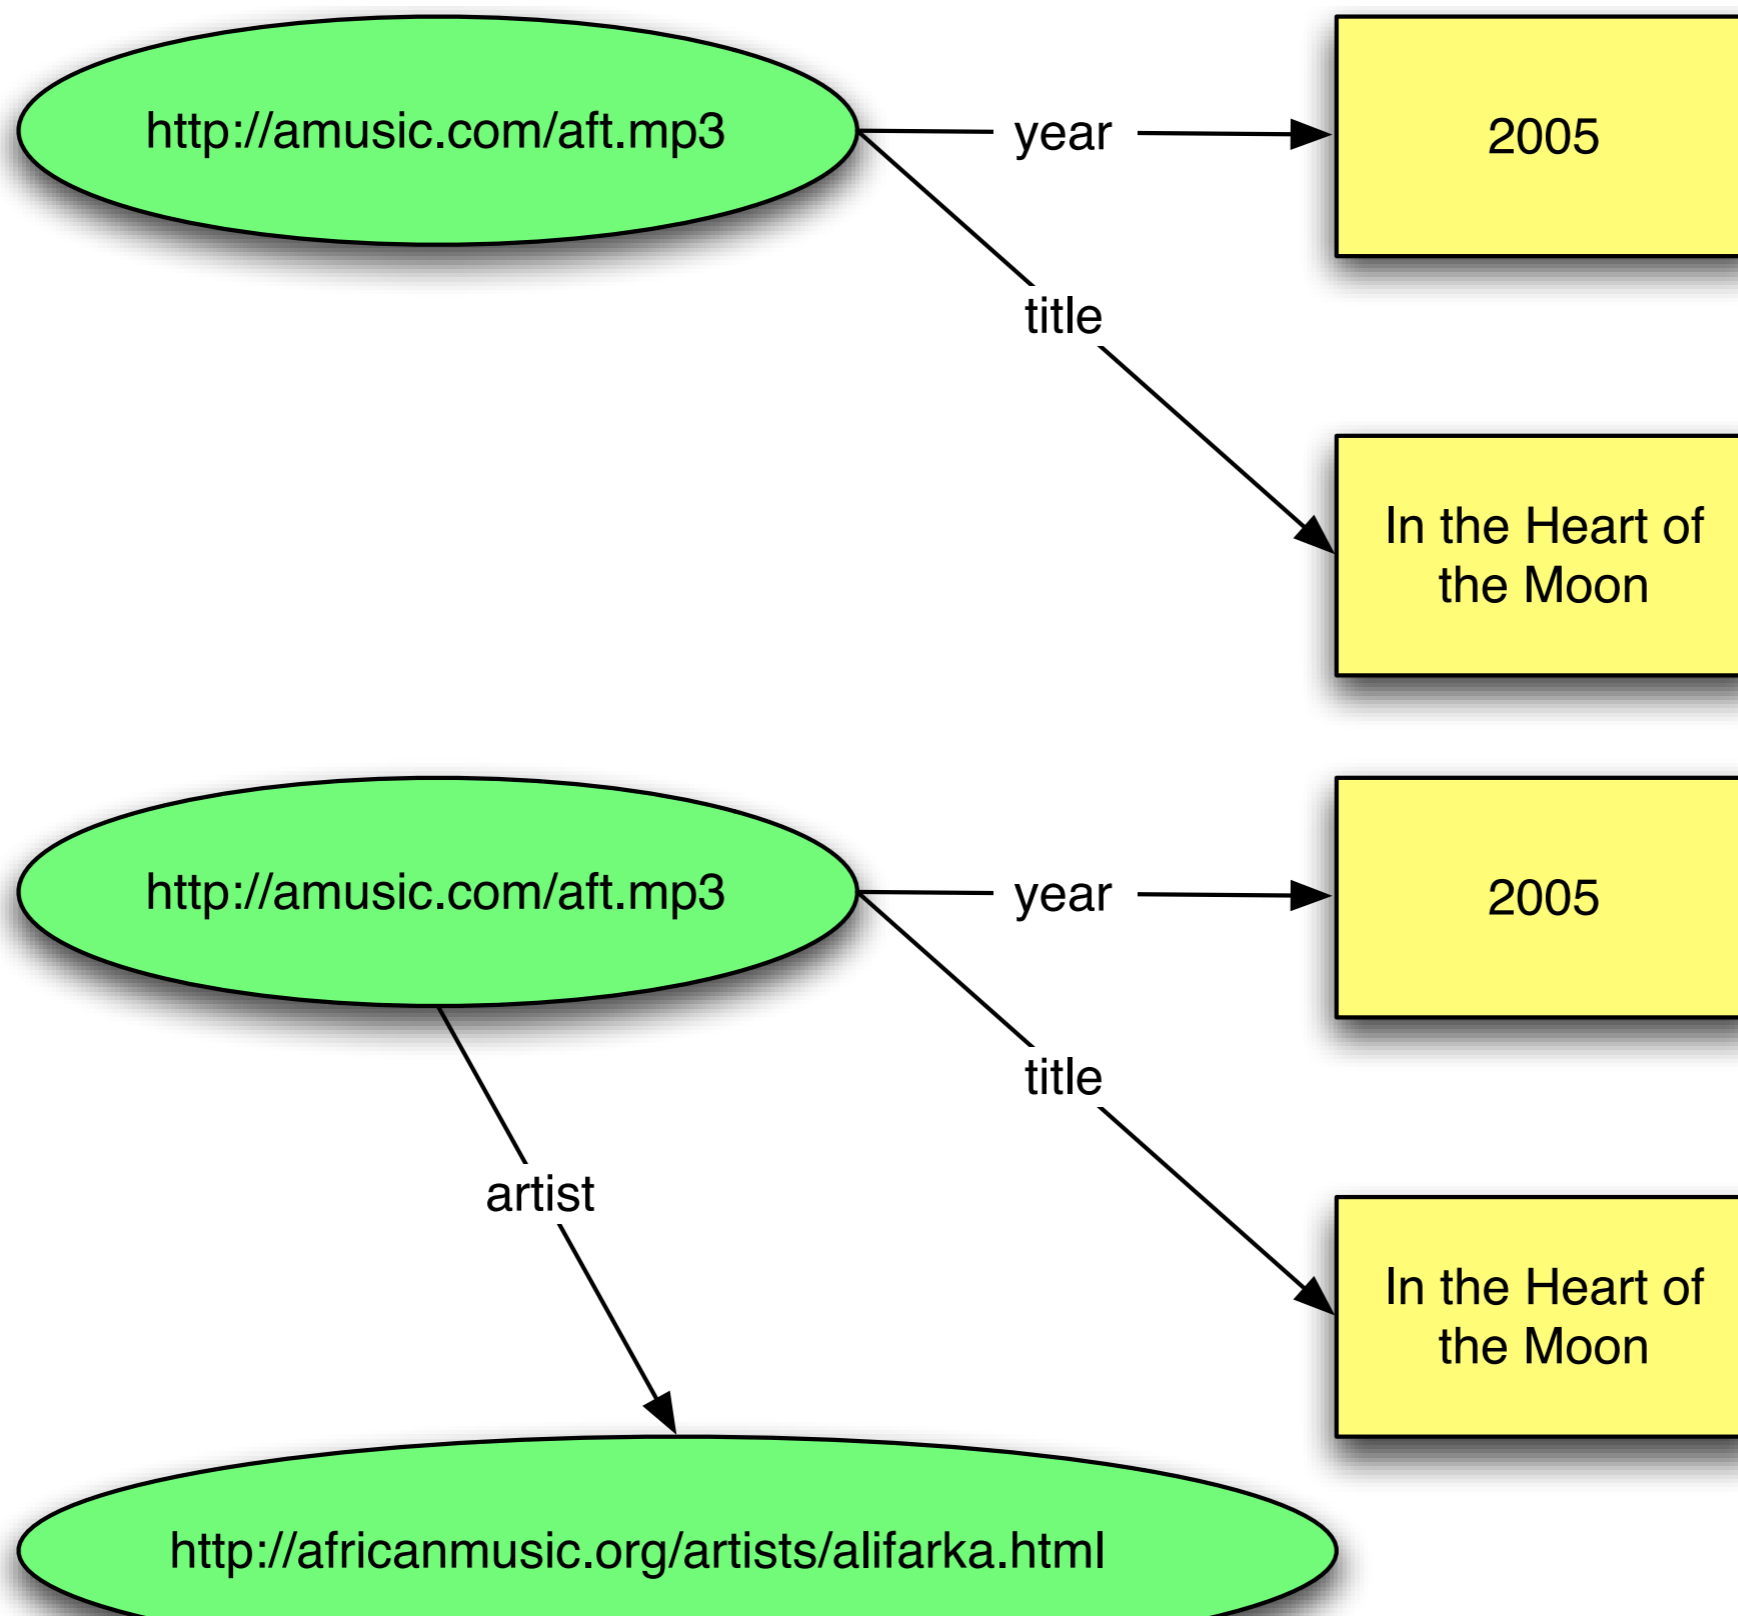 http://amusic.com/aft.mp3
year
2005
title
In the Heart of
the Moon
http://amusic.com/aft.mp3
year
2005
title
artist
In the Heart of
the Moon
http://africanmusic.org/artists/alifarka.html